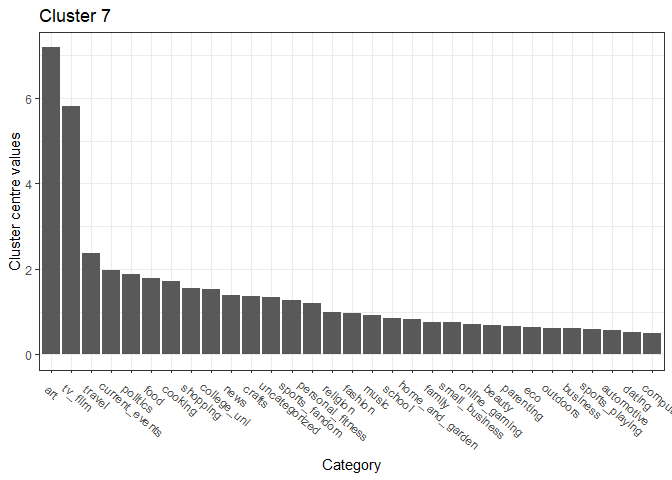 Cluster 7
Cluster centre values
6
4
2
0
art
tv_film
travel
current_events
politics
food
cooking
shopping
college_uni
news
crafts
uncategorized
sports_fandom
personal_fitness
religion
fashion
music
school
home_and_garden
family
small_business
online_gaming
beauty
parenting
eco
outdoors
business
sports_playing
automotive
dating
compu
Category